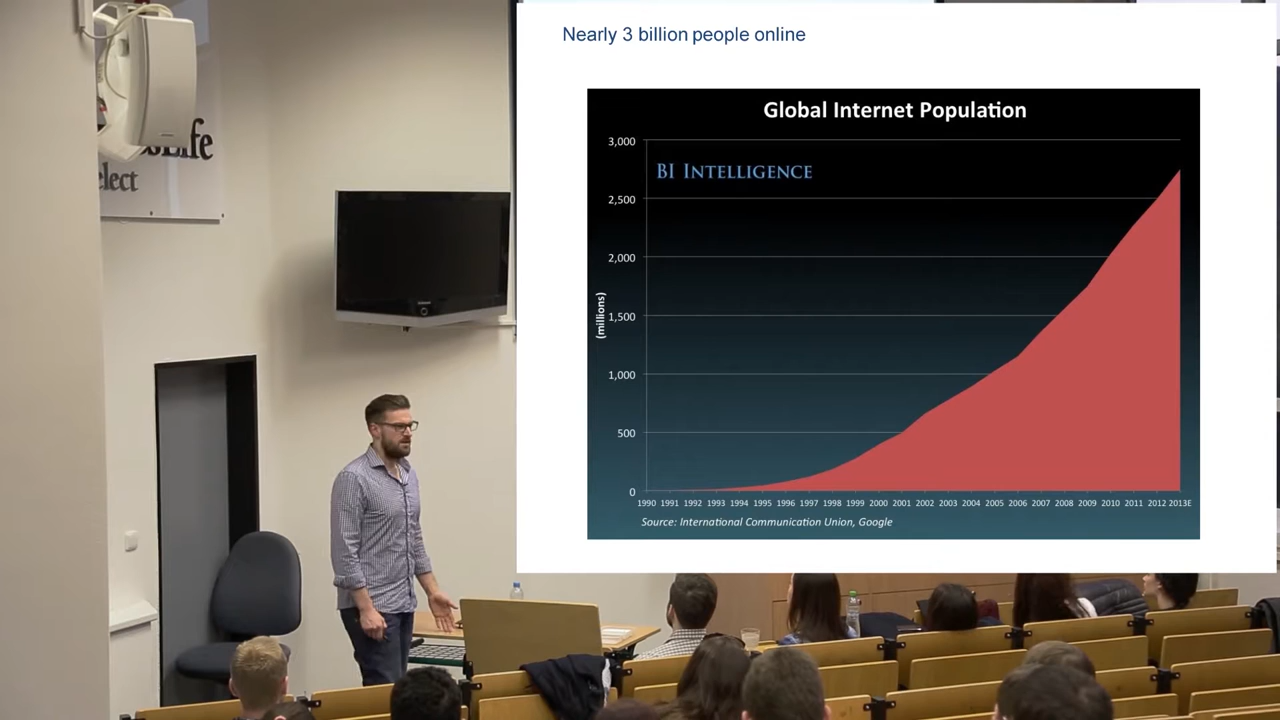 elect
Nearly 3 billion people online
Global Internet Population
BI INTELLIGENCE
(millions)
3,000
2,500
2,000
1,500
1,000
500
0
1990 1991 1992 1993 1994 1995 1996 1997 1998 1999 2000 2001 2002 2003 2004 2005 2006 2007 2008 2009 2010 2011 2012 2013E
Source: International Communication Union, Google